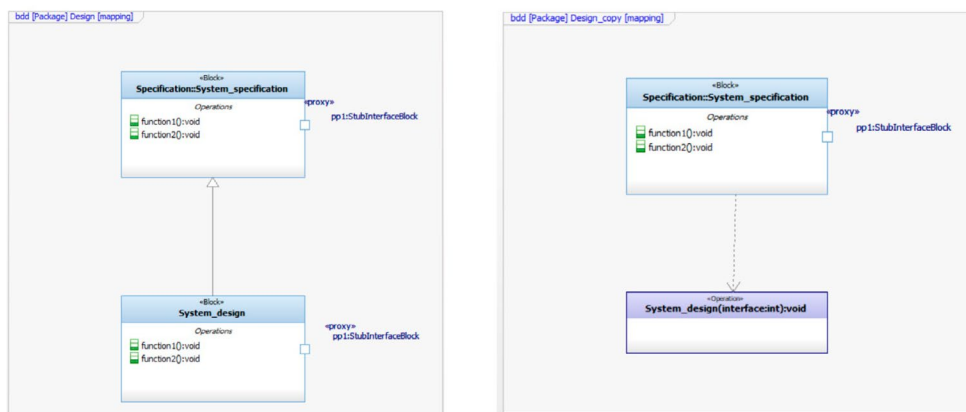 bdd [Package] Design [mapping]
«Block»
Specification::System_specification
Operations
function1():void
function2():void
«proxy»
pp1:StubInterfaceBlock
«Block»
System_design
Operations
function1():void
function2():void
«proxy»
pp1:StubInterfaceBlock
bdd [Package] Design_copy [mapping]
«Block»
Specification::System_specification
Operations
function1():void
function2():void
«proxy»
pp1:StubInterfaceBlock
«Operation»
System_design(interface:int):void